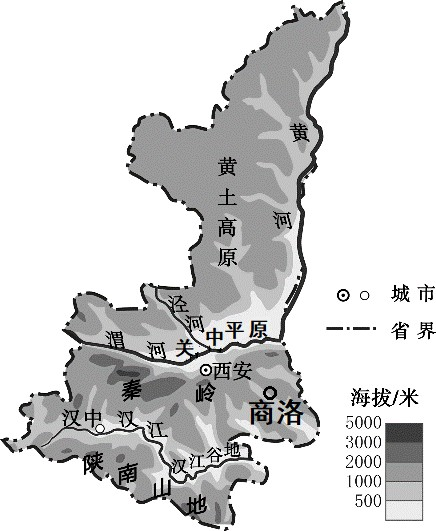 黄
河
黄土高原
泾河
渭河
关中平原
西安
秦岭
商洛
汉中
汉江
汉江谷地
陕南山地
城市
省界
海拔/米
5000
3000
2000
1000
500